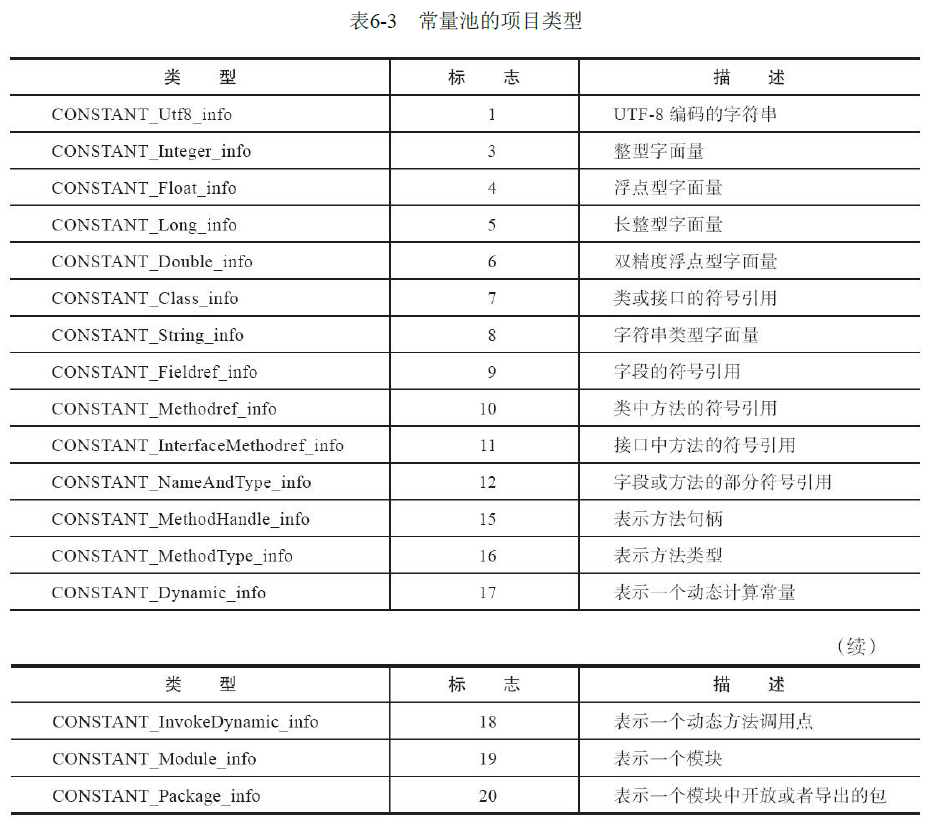 表6-3 常量池的项目类型
类 型 标 志 描 述
CONSTANT_Utf8_info 1 UTF-8 编码的字符串
CONSTANT_Integer_info 3 整型字面量
CONSTANT_Float_info 4 浮点型字面量
CONSTANT_Long_info 5 长整型字面量
CONSTANT_Double_info 6 双精度浮点型字面量
CONSTANT_Class_info 7 类或接口的符号引用
CONSTANT_String_info 8 字符串类型字面量
CONSTANT_Fieldref_info 9 字段的符号引用
CONSTANT_Methodref_info 10 类中方法的符号引用
CONSTANT_InterfaceMethodref_info 11 接口中方法的符号引用
CONSTANT_NameAndType_info 12 字段或方法的部分符号引用
CONSTANT_MethodHandle_info 15 表示方法句柄
CONSTANT_MethodType_info 16 表示方法类型
CONSTANT_Dynamic_info 17 表示一个动态计算常量
（续）
类 型 标 志 描 述
CONSTANT_InvokeDynamic_info 18 表示一个动态方法调用点
CONSTANT_Module_info 19 表示一个模块
CONSTANT_Package_info 20 表示一个模块中开放或者导出的包